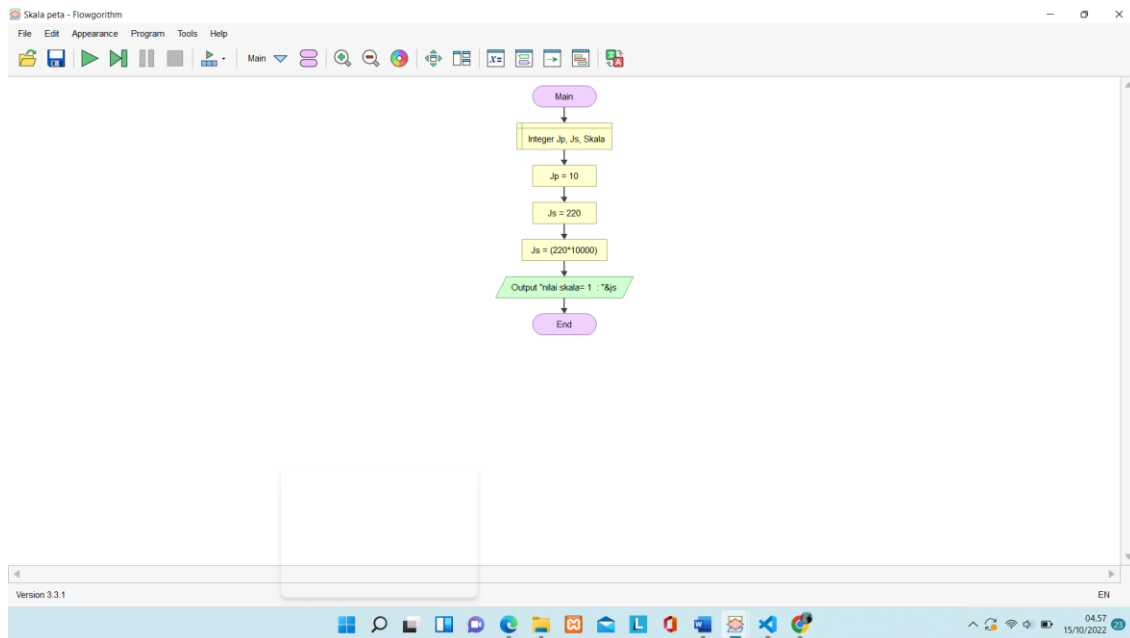 Skala peta - Flowgorithm
File Edit Appearance Program Tools Help
Main
x=
Main
Integer Jp, Js, Skala
Jp = 10
Js = 220
Js = (220*10000)
Output "nilai skala= 1 : "&js
End
Version 3.3.1
EN
04.57
15/10/2022